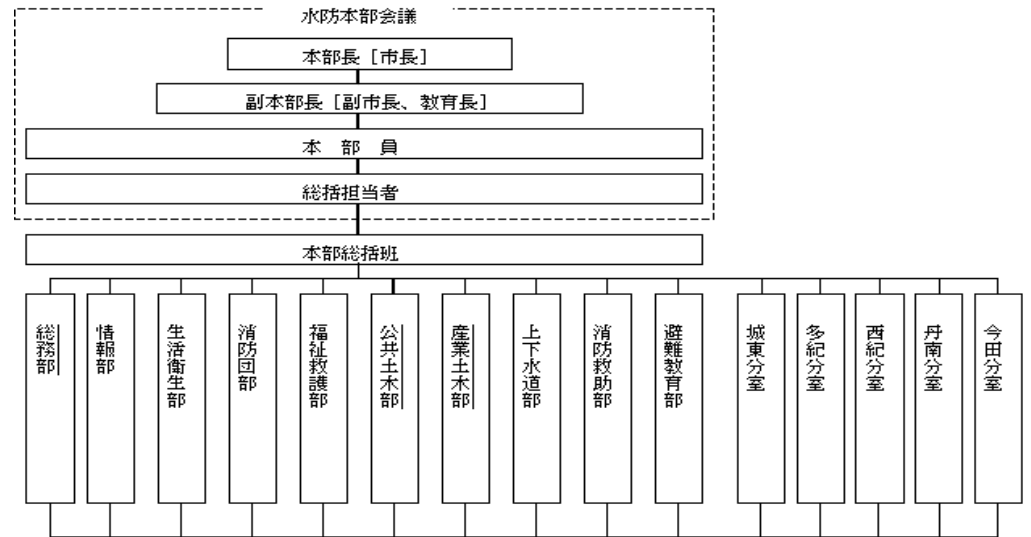 水防本部会議
本部長［市長］
副本部長［副市長、教育長］
本　部　員
総括担当者
本部総括班
総務部
情報部
生活衛生部
消防団部
福祉救護部
公共土木部
産業土木部
上下水道部
消防救助部
避難教育部
城東分室
多紀分室
西紀分室
丹南分室
今田分室